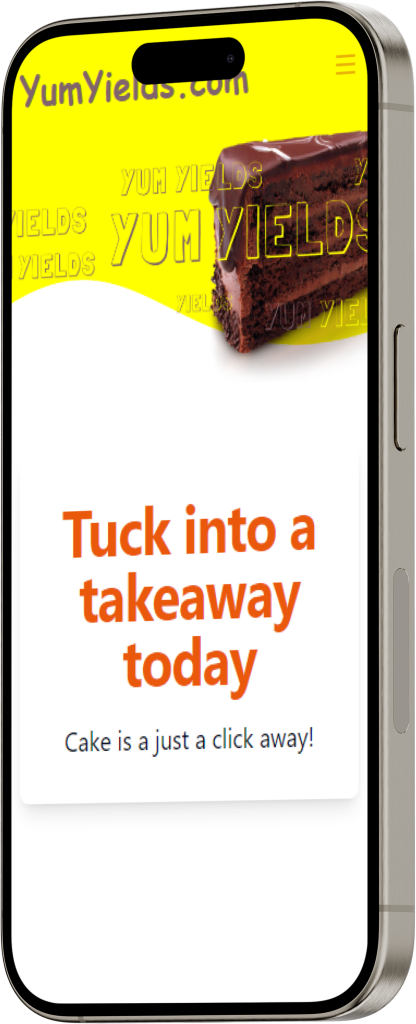 YumYields.com
YUM YIELDS
Y
YIELDS
YUM YIELDS
YIELDS
YIELDS
YUM YIEL
Tuck into a
takeaway
today
Cake is a just a click away!